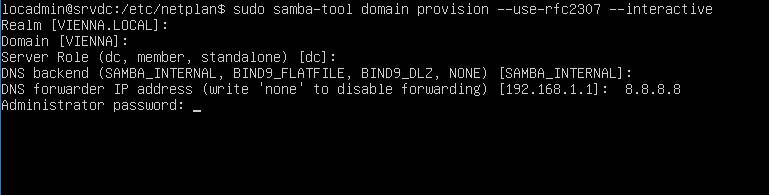 locadmin@srvdc:/etc/netplan$ sudo samba-tool domain provision --use-rfc2307 --interactive
Realm [VIENNA.LOCAL]:
Domain [VIENNA]:
Server Role (dc, member, standalone) [dc]:
DNS backend (SAMBA_INTERNAL, BIND9_FLATFILE, BIND9_DLZ, NONE) [SAMBA_INTERNAL]:
DNS forwarder IP address (write 'none' to disable forwarding) [192.168.1.1]:  8.8.8.8
Administrator password: _